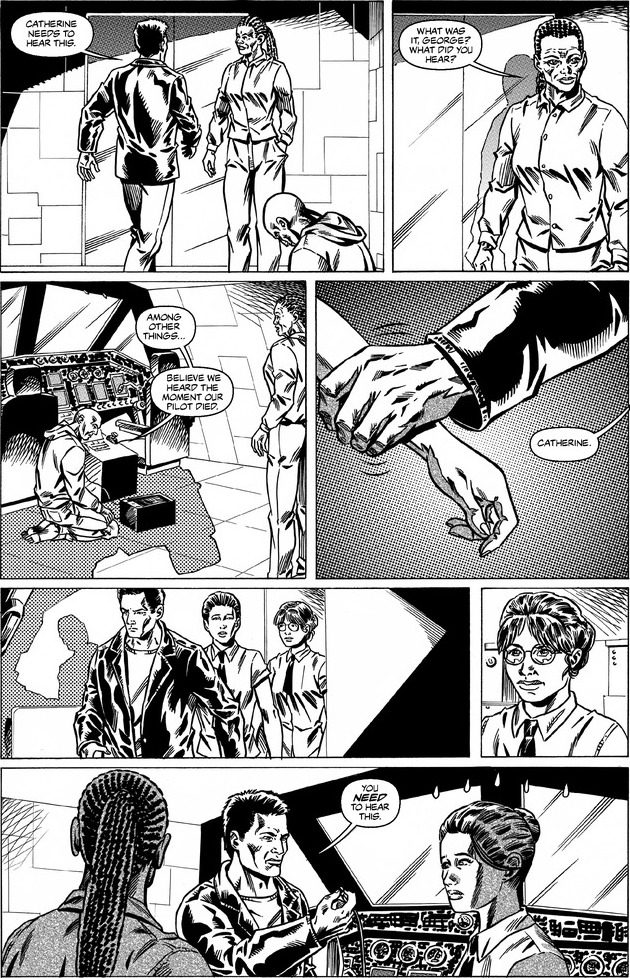 CATHERINE
NEEDS TO
HEAR THIS.
WHAT WAS
IT, GEORGE?
WHAT DID YOU
HEAR?
AMONG
OTHER
THINGS...
BELIEVE WE
HEARD THE
MOMENT OUR
PILOT DIED.
CATHERINE.
YOU
NEED
TO HEAR
THIS.